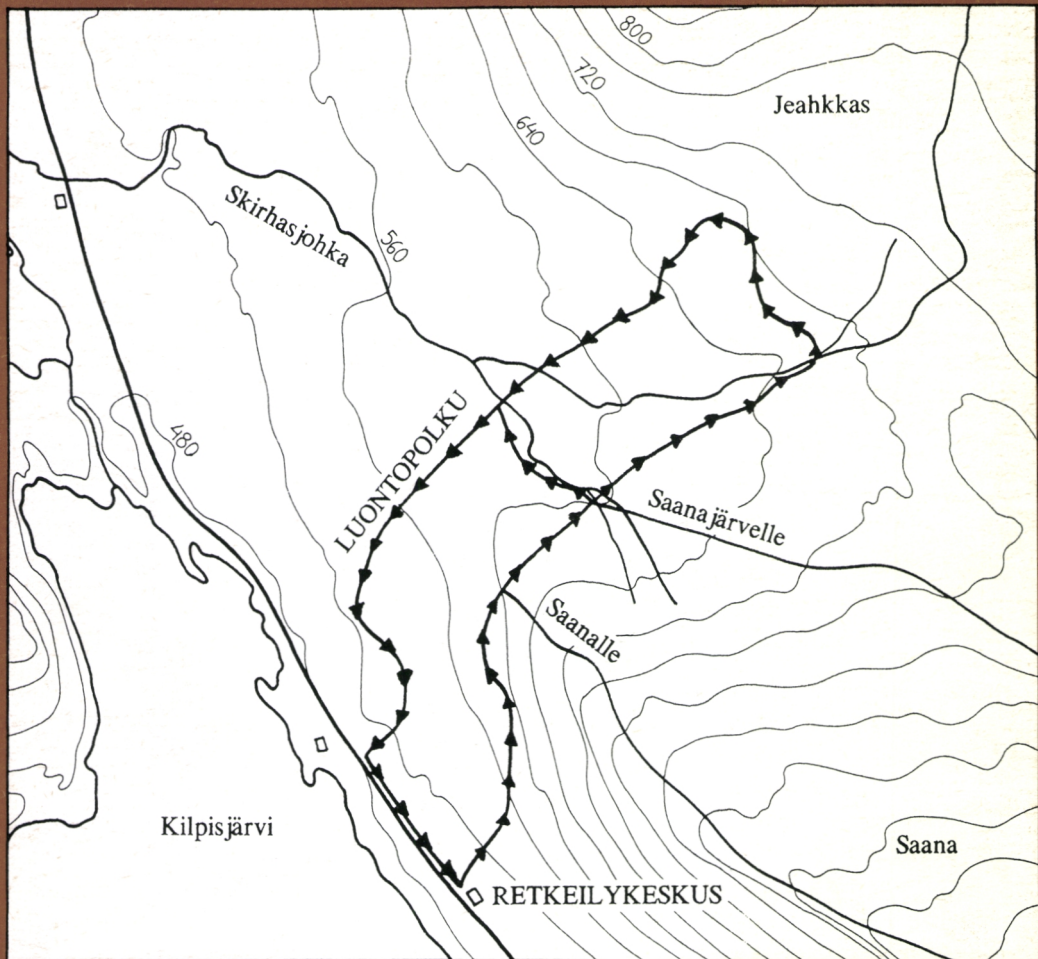 800
720
Jeahkkas
640
Skirhasjohka
560
LUONTOPOLKU
480
Saanajärvelle
Saanalle
Kilpisjärvi
Saana
RETKEILYKESKUS